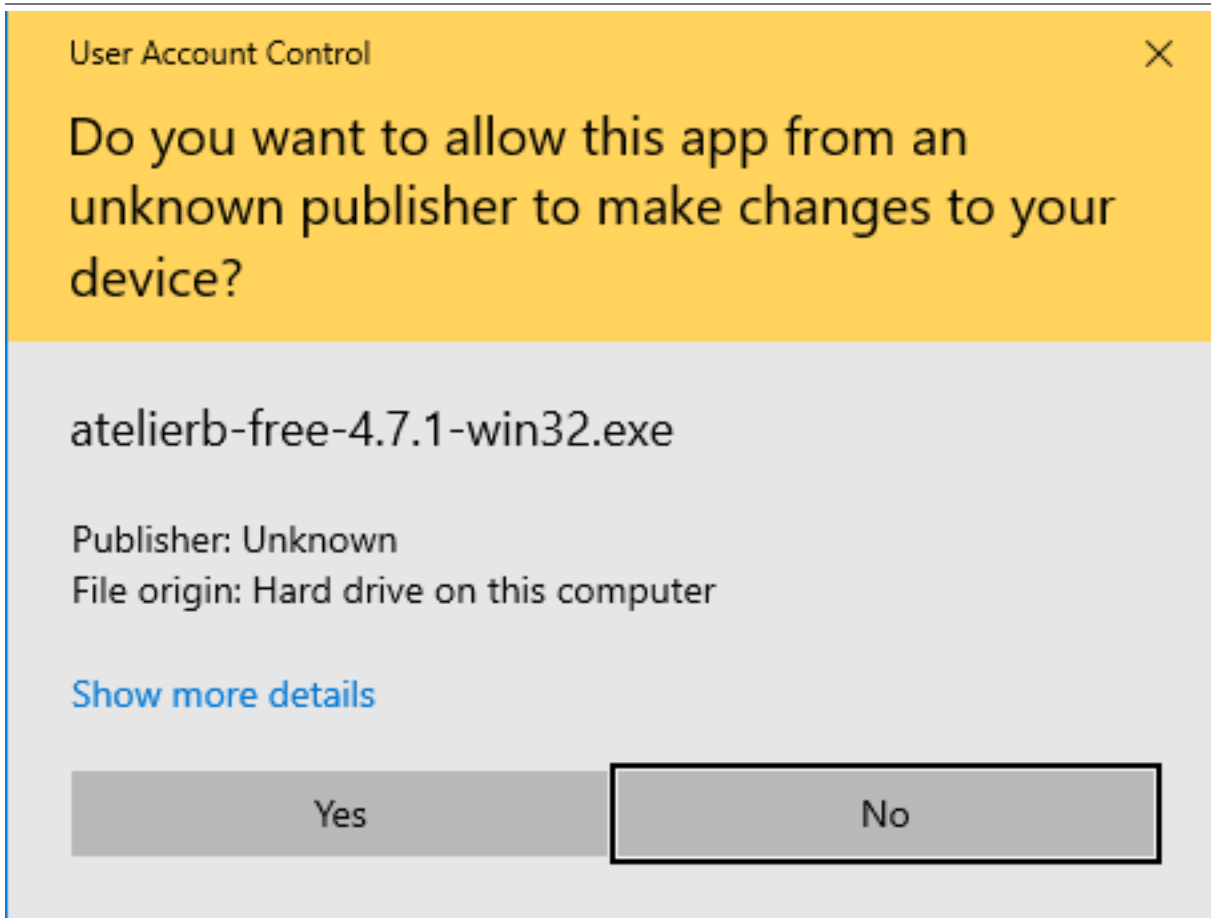 User Account Control
Do you want to allow this app from an
unknown publisher to make changes to your
device?
atelierb-free-4.7.1-win32.exe
Publisher: Unknown
File origin: Hard drive on this computer
Show more details
Yes
No